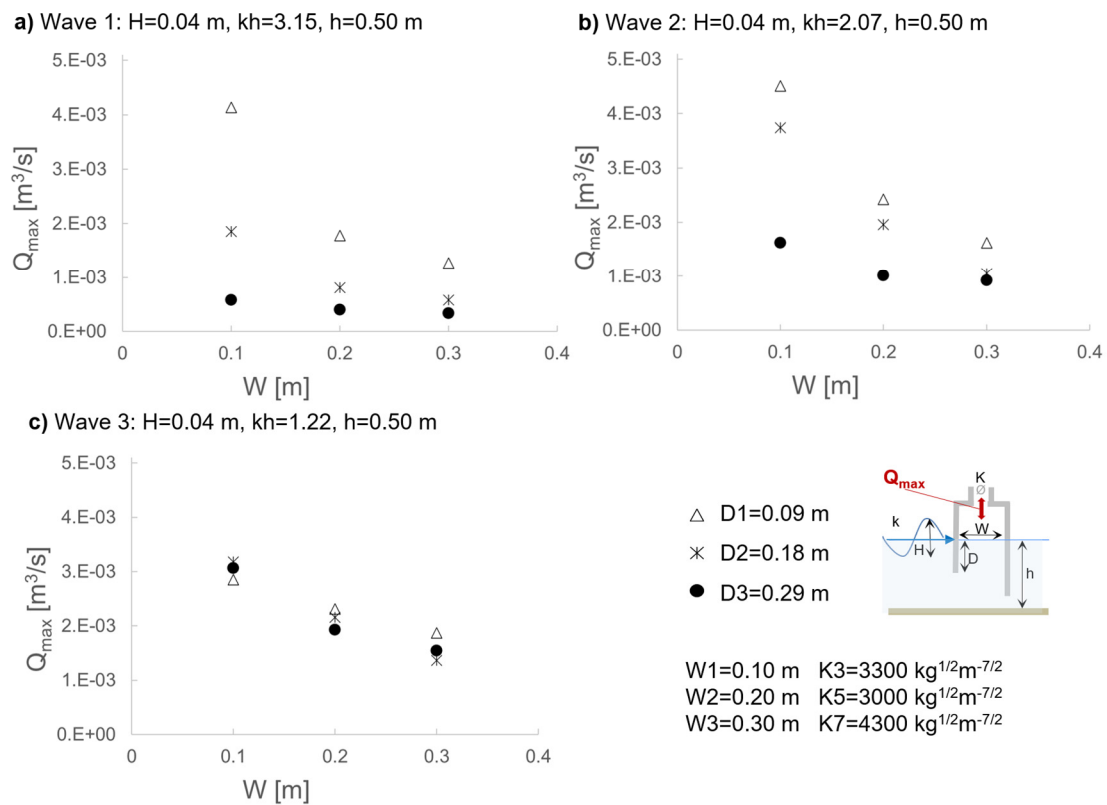 a) Wave 1: H=0.04 m, kh=3.15, h=0.50 m
5.E-03
4.E-03
3.E-03
2.E-03
1.E-03
0.E+00
Qmax [m³/s]
0 0.1 0.2 0.3 0.4
W [m]
b) Wave 2: H=0.04 m, kh=2.07, h=0.50 m
5.E-03
4.E-03
3.E-03
2.E-03
1.E-03
0.E+00
Qmax [m³/s]
0 0.1 0.2 0.3 0.4
W [m]
c) Wave 3: H=0.04 m, kh=1.22, h=0.50 m
5.E-03
4.E-03
3.E-03
2.E-03
1.E-03
0.E+00
Qmax [m³/s]
0 0.1 0.2 0.3 0.4
W [m]
△ D1=0.09 m
D2=0.18 m
● D3=0.29 m
K
Ø
Qmax
k
W
H
D
h
W1=0.10 m K3=3300 kg^1/2m^-7/2
W2=0.20 m K5=3000 kg^1/2m^-7/2
W3=0.30 m K7=4300 kg^1/2m^-7/2